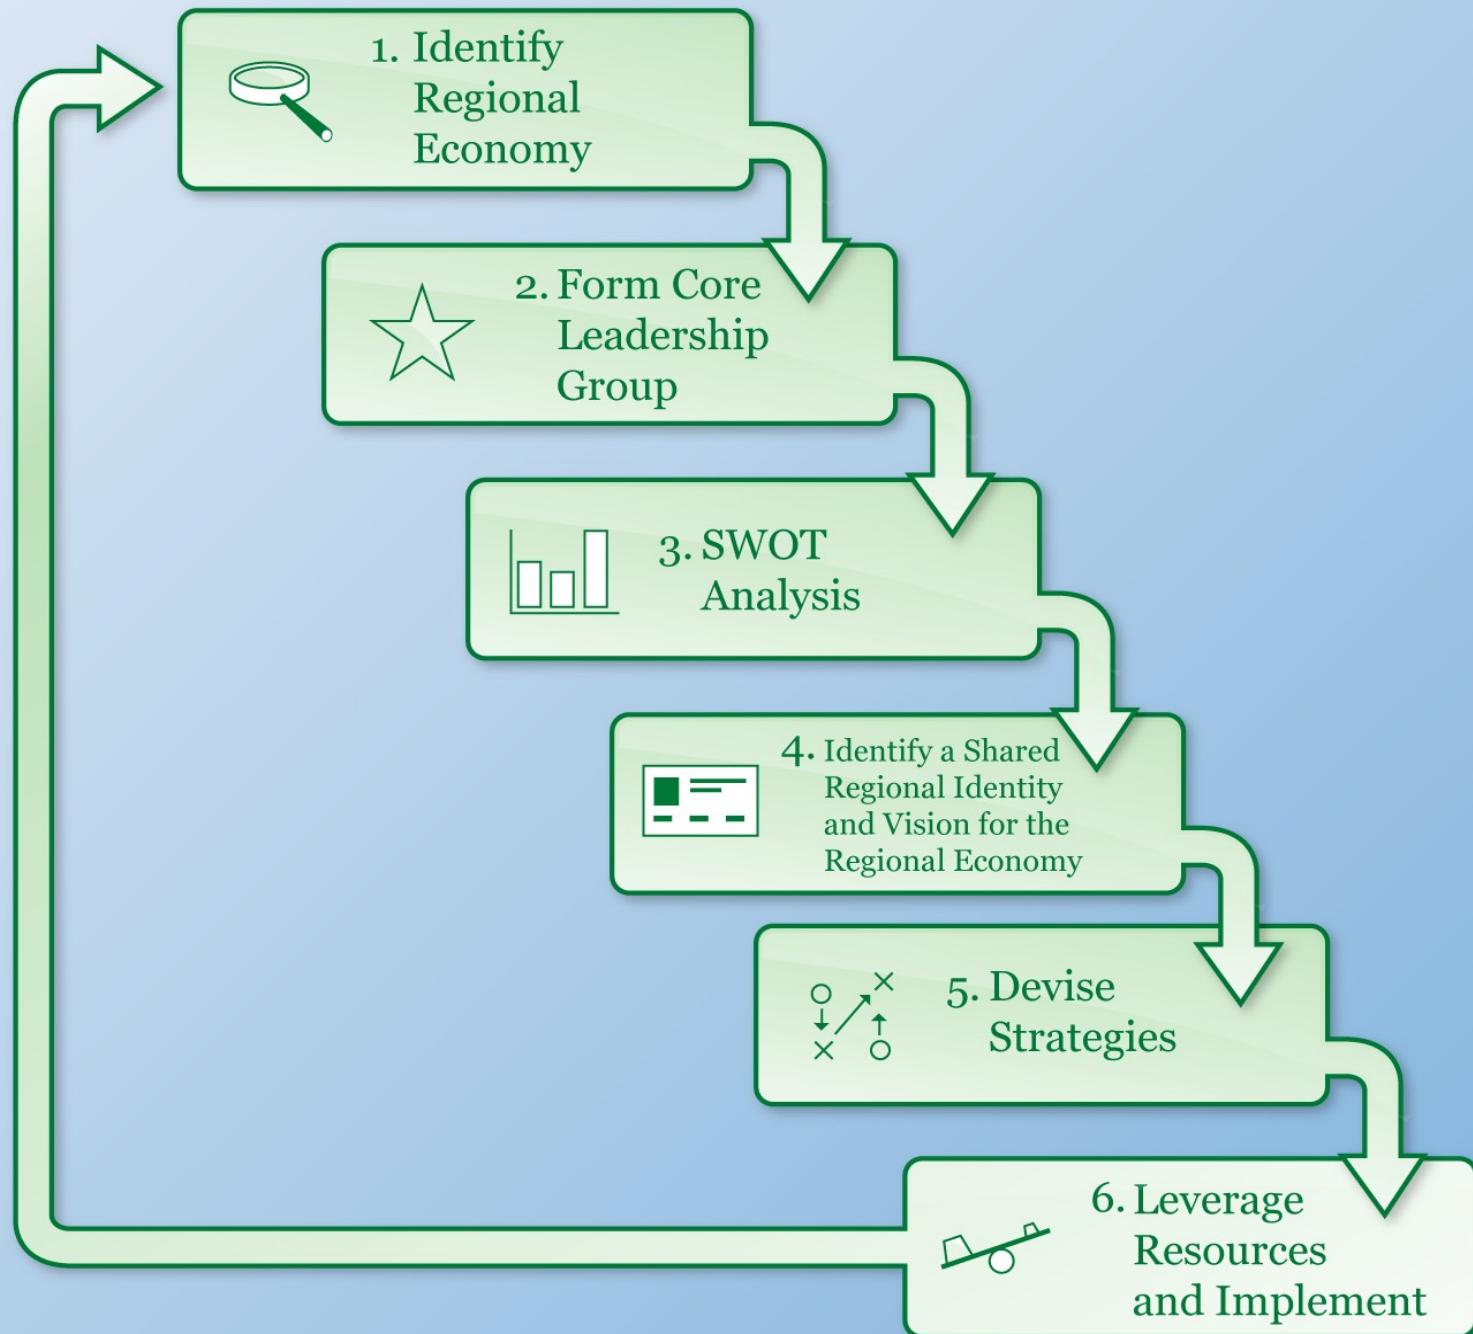 1. Identify
Regional
Economy
2. Form Core
Leadership
Group
3. SWOT
Analysis
4. Identify a Shared
Regional Identity
and Vision for the
Regional Economy
5. Devise
Strategies
6. Leverage
Resources
and Implement